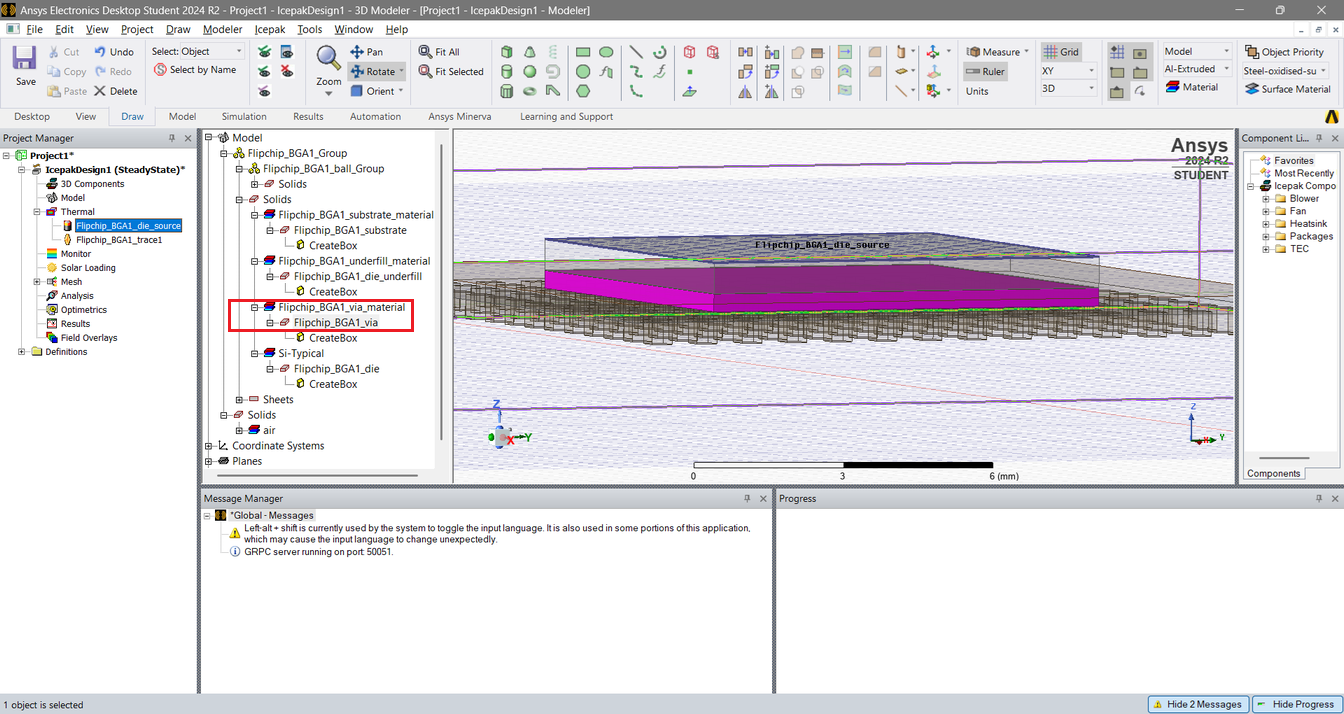 Ansys Electronics Desktop Student 2024 R2 - Project1 - IcepakDesign1 - 3D Modeler - [Project1 - IcepakDesign1 - Modeler]
File Edit View Project Draw Modeler Icepak Tools Window Help
Save
Cut
Copy
Paste
Undo
Redo
Delete
Select: Object
Select by Name
Zoom
Pan
Rotate
Orient
Fit All
Fit Selected
Measure
Ruler
Units
Grid
XY
3D
Model
AI-Extruded
Material
Object Priority
Steel-oxidised-su
Surface Material
Desktop View Draw Model Simulation Results Automation Ansys Minerva Learning and Support
Project Manager
Project1*
IcepakDesign1 (SteadyState)*
3D Components
Model
Thermal
Flipchip_BGA1_die_source
Flipchip_BGA1_trace1
Monitor
Solar Loading
Mesh
Analysis
Optimetrics
Results
Field Overlays
Definitions
Model
Flipchip_BGA1_Group
Flipchip_BGA1_ball_Group
Solids
Solids
Flipchip_BGA1_substrate_material
Flipchip_BGA1_substrate
CreateBox
Flipchip_BGA1_underfill_material
Flipchip_BGA1_die_underfill
CreateBox
Flipchip_BGA1_via_material
Flipchip_BGA1_via
CreateBox
Si-Typical
Flipchip_BGA1_die
CreateBox
Sheets
Solids
air
Coordinate Systems
Planes
Ansys
2024 R2
STUDENT
Flipchip_BGA1_die_source
Z
X
Y
Z
X
Y
0 3 6 (mm)
Component Li...
Favorites
Most Recently
Icepak Compo
Blower
Fan
Heatsink
Packages
TEC
Components
Message Manager
*Global - Messages
Left-alt + shift is currently used by the system to toggle the input language. It is also used in some portions of this application,
which may cause the input language to change unexpectedly.
GRPC server running on port: 50051.
Progress
1 object is selected
Hide 2 Messages
Hide Progress